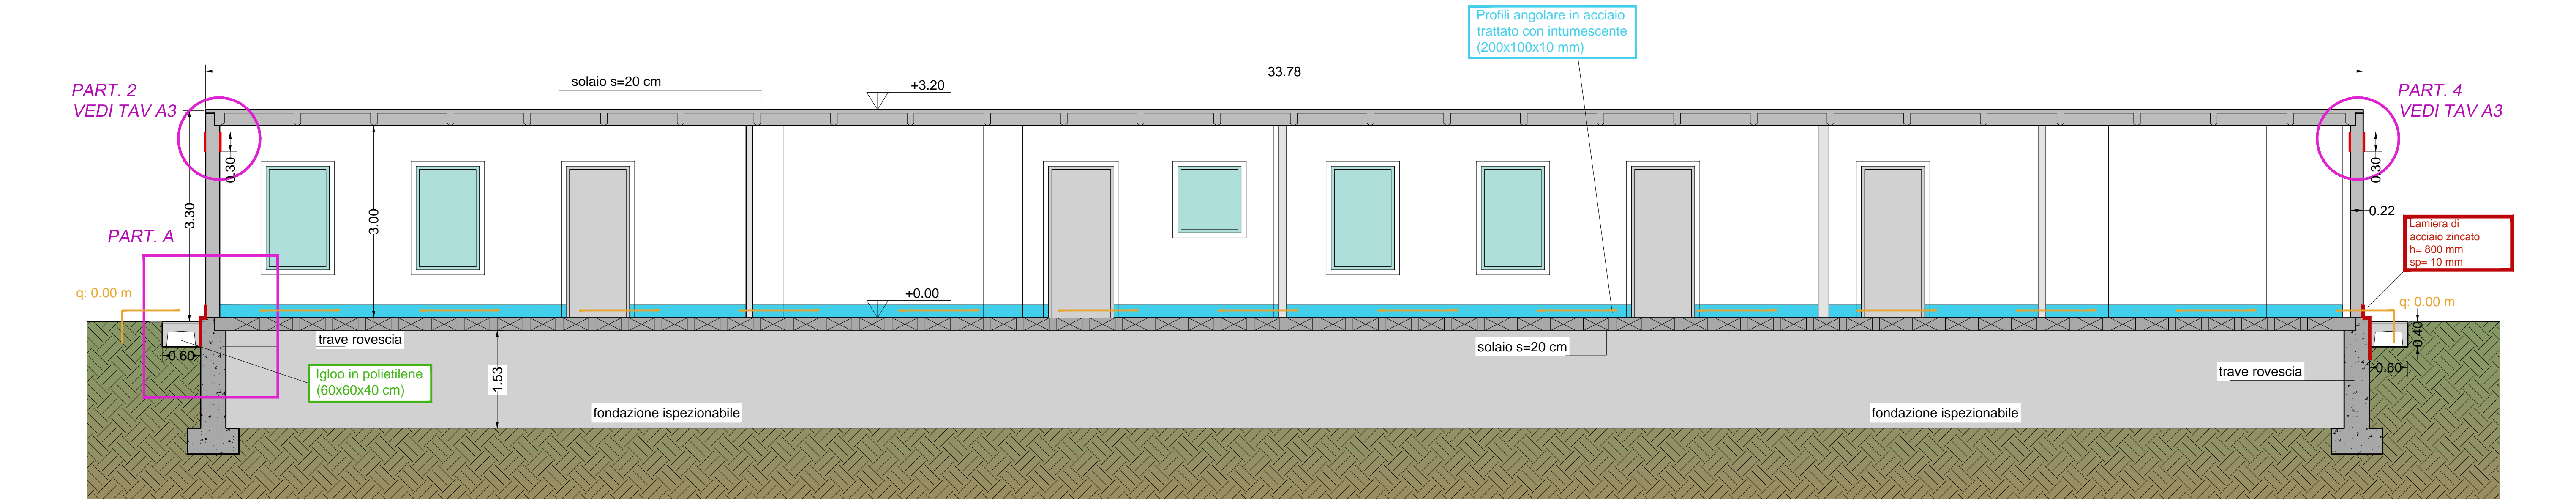 Profili angolare in acciaio
trattato con intumescente
(200x100x10 mm)
33.78
solaio s=20 cm
+3.20
PART. 2
VEDI TAV A3
PART. 4
VEDI TAV A3
0.30
0.30
3.30
3.00
0.22
PART. A
Lamiera di
acciaio zincato
h= 800 mm
sp= 10 mm
q: 0.00 m
+0.00
q: 0.00 m
trave rovescia
0.60
0.40
solaio s=20 cm
Igloo in polietilene
(60x60x40 cm)
1.53
0.60
trave rovescia
fondazione ispezionabile
fondazione ispezionabile